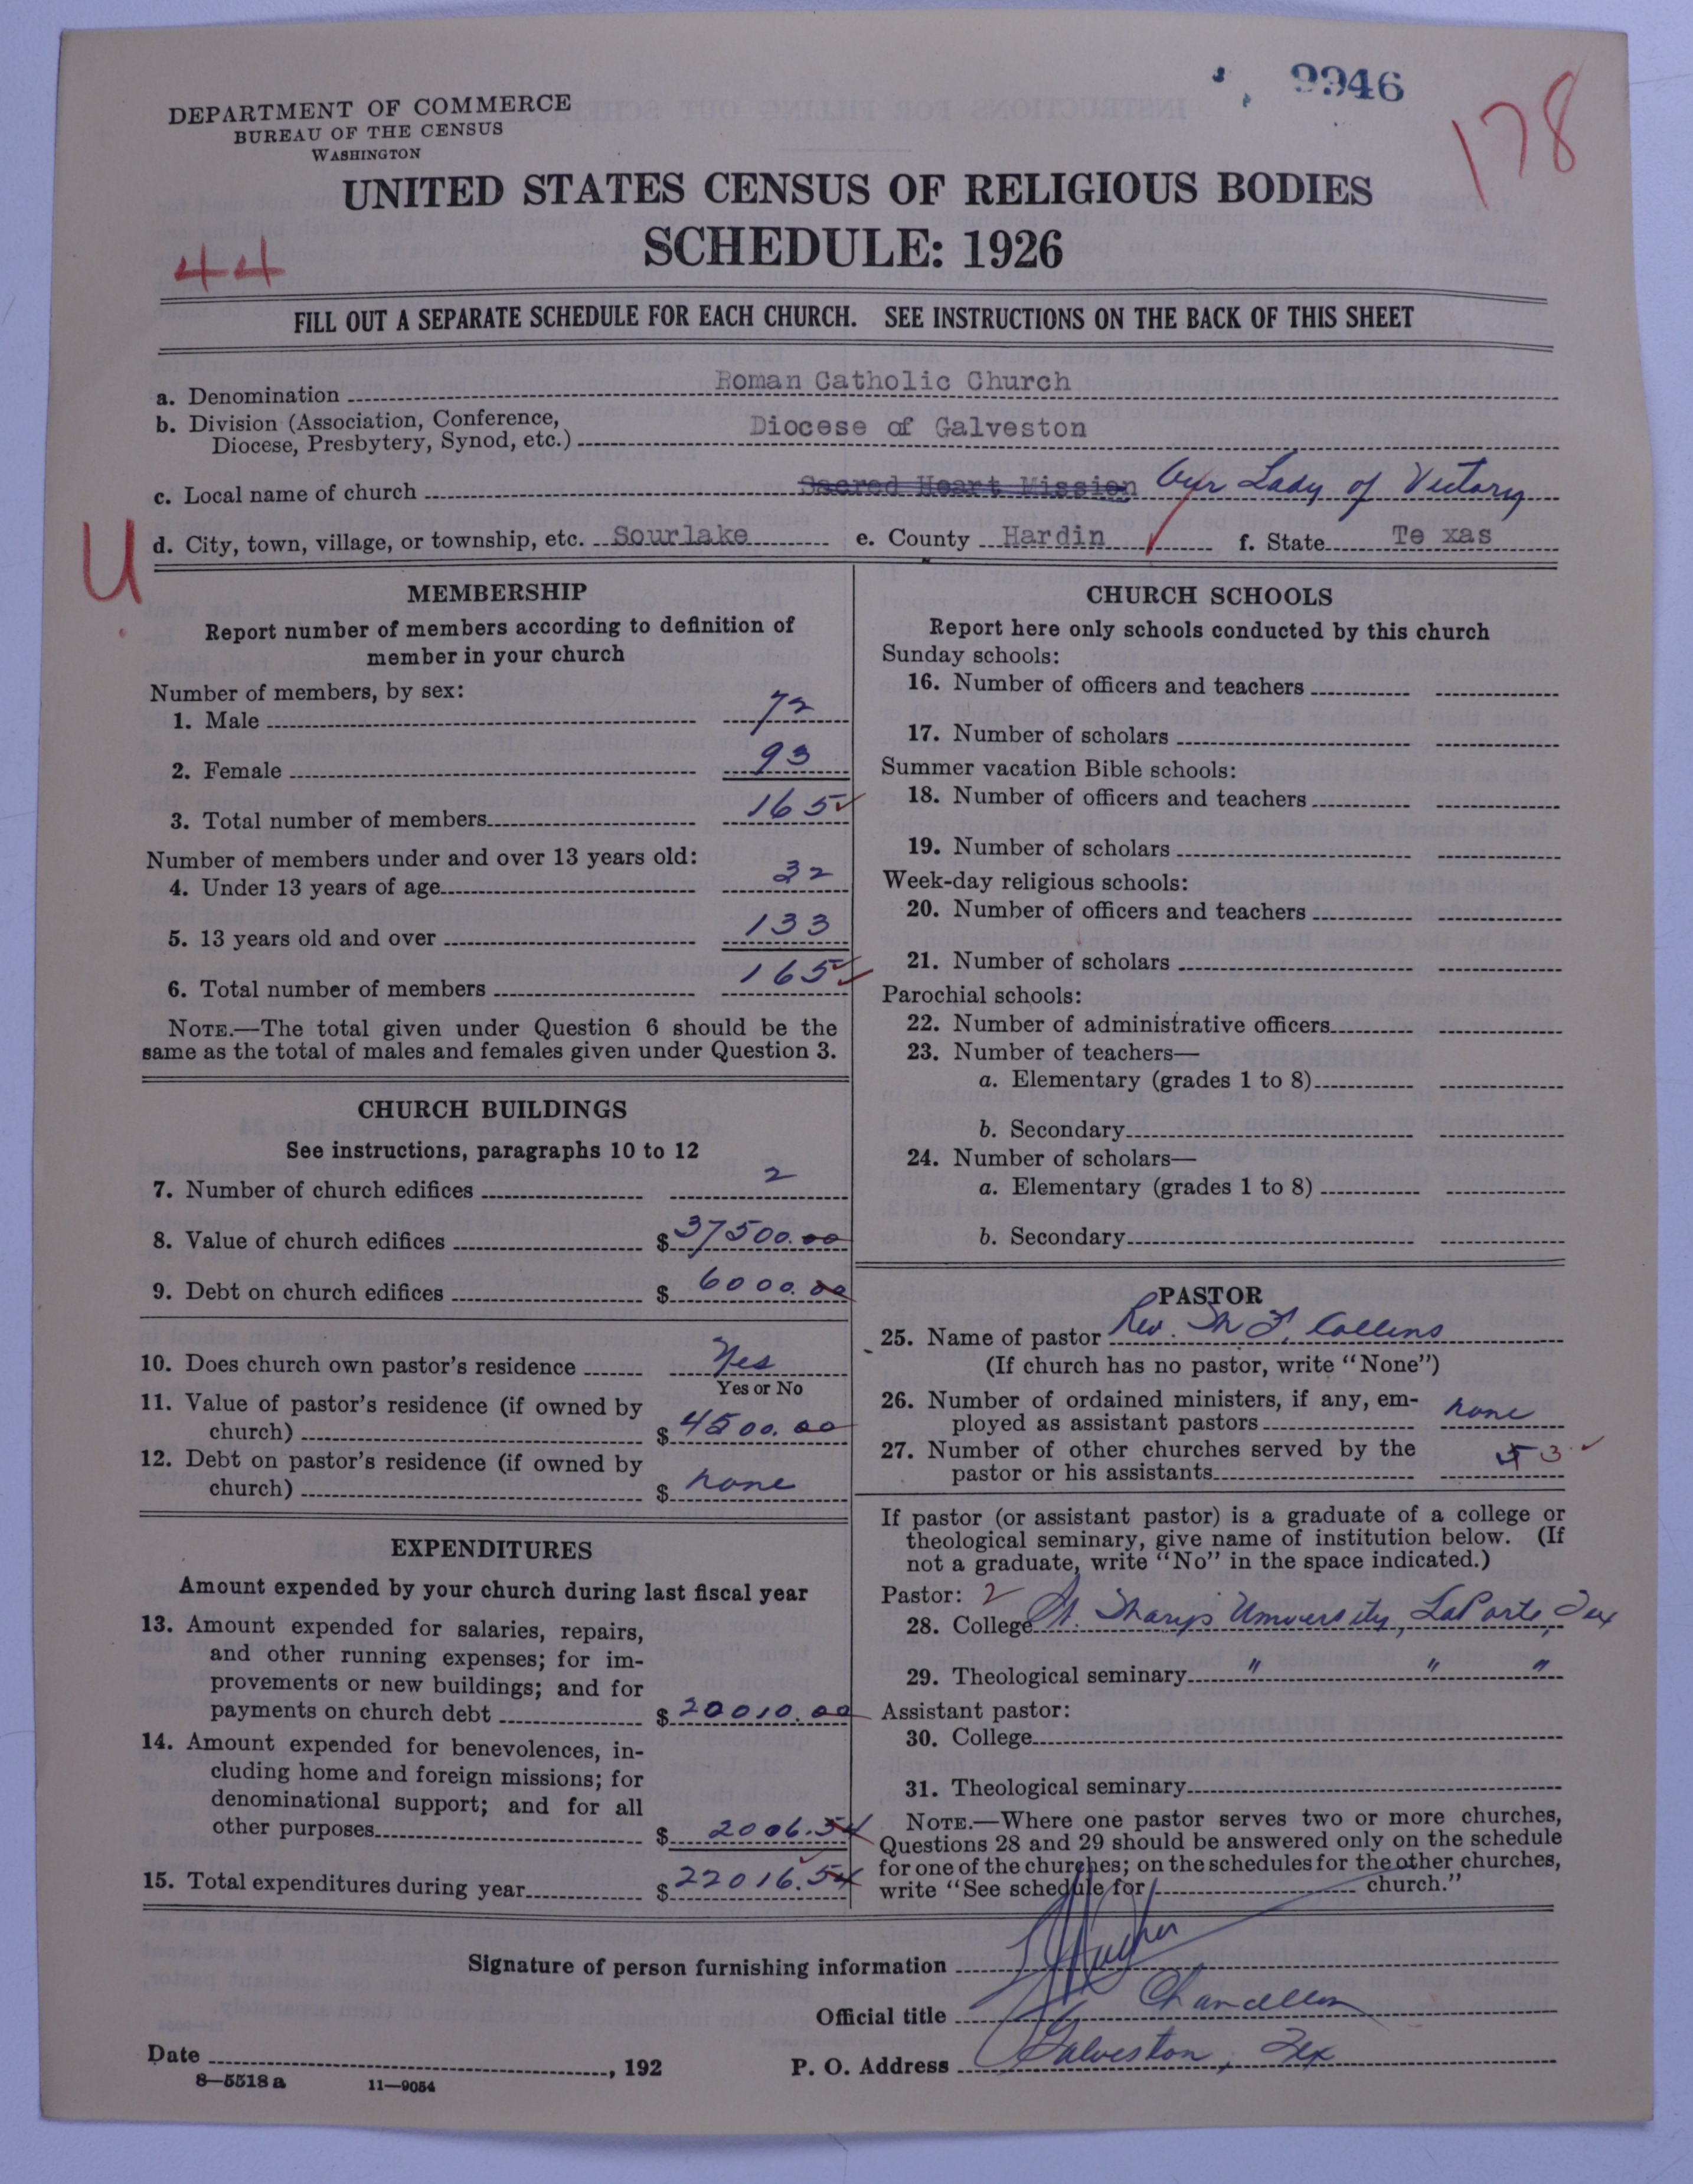 9946
178
DEPARTMENT OF COMMERCE
BUREAU OF THE CENSUS
WASHINGTON
UNITED STATES CENSUS OF RELIGIOUS BODIES
SCHEDULE: 1926
44
FILL OUT A SEPARATE SCHEDULE FOR EACH CHURCH. SEE INSTRUCTIONS ON THE BACK OF THIS SHEET
a. Denomination Roman Catholic Church
b. Division (Association, Conference,
Diocese, Presbytery, Synod, etc.) Diocese of Galveston
c. Local name of church Sacred Heart Mission Our Lady of Victory
U
d. City, town, village, or township, etc. Sourlake e. County Hardin f. State Te xas
MEMBERSHIP
Report number of members according to definition of
member in your church
Number of members, by sex:
1. Male 72
2. Female 93
3. Total number of members 165
Number of members under and over 13 years old:
4. Under 13 years of age 32
5. 13 years old and over 133
6. Total number of members 165
NOTE.—The total given under Question 6 should be the
same as the total of males and females given under Question 3.
CHURCH BUILDINGS
See instructions, paragraphs 10 to 12
7. Number of church edifices 2
8. Value of church edifices $ 37500.00
9. Debt on church edifices $ 6000.00
10. Does church own pastor's residence Yes
Yes or No
11. Value of pastor's residence (if owned by
church) $ 4500.00
12. Debt on pastor's residence (if owned by
church) $ none
EXPENDITURES
Amount expended by your church during last fiscal year
13. Amount expended for salaries, repairs,
and other running expenses; for im-
provements or new buildings; and for
payments on church debt $ 20010.00
14. Amount expended for benevolences, in-
cluding home and foreign missions; for
denominational support; and for all
other purposes $ 2006.54
15. Total expenditures during year $ 22016.54
CHURCH SCHOOLS
Report here only schools conducted by this church
Sunday schools:
16. Number of officers and teachers
17. Number of scholars
Summer vacation Bible schools:
18. Number of officers and teachers
19. Number of scholars
Week-day religious schools:
20. Number of officers and teachers
21. Number of scholars
Parochial schools:
22. Number of administrative officers
23. Number of teachers—
a. Elementary (grades 1 to 8)
b. Secondary
24. Number of scholars—
a. Elementary (grades 1 to 8)
b. Secondary
PASTOR
25. Name of pastor Rev. M F. Collins
(If church has no pastor, write "None")
26. Number of ordained ministers, if any, em-
ployed as assistant pastors none
27. Number of other churches served by the
pastor or his assistants 3
If pastor (or assistant pastor) is a graduate of a college or
theological seminary, give name of institution below. (If
not a graduate, write "No" in the space indicated.)
Pastor: 2
28. College St. Marys University, LaPorte, Tex
29. Theological seminary " " "
Assistant pastor:
30. College
31. Theological seminary
NOTE.—Where one pastor serves two or more churches,
Questions 28 and 29 should be answered only on the schedule
for one of the churches; on the schedules for the other churches,
write "See schedule for church."
Signature of person furnishing information
Official title Chancellor
Date , 192 P. O. Address Galveston, Tex
8—5518 a 11—9054